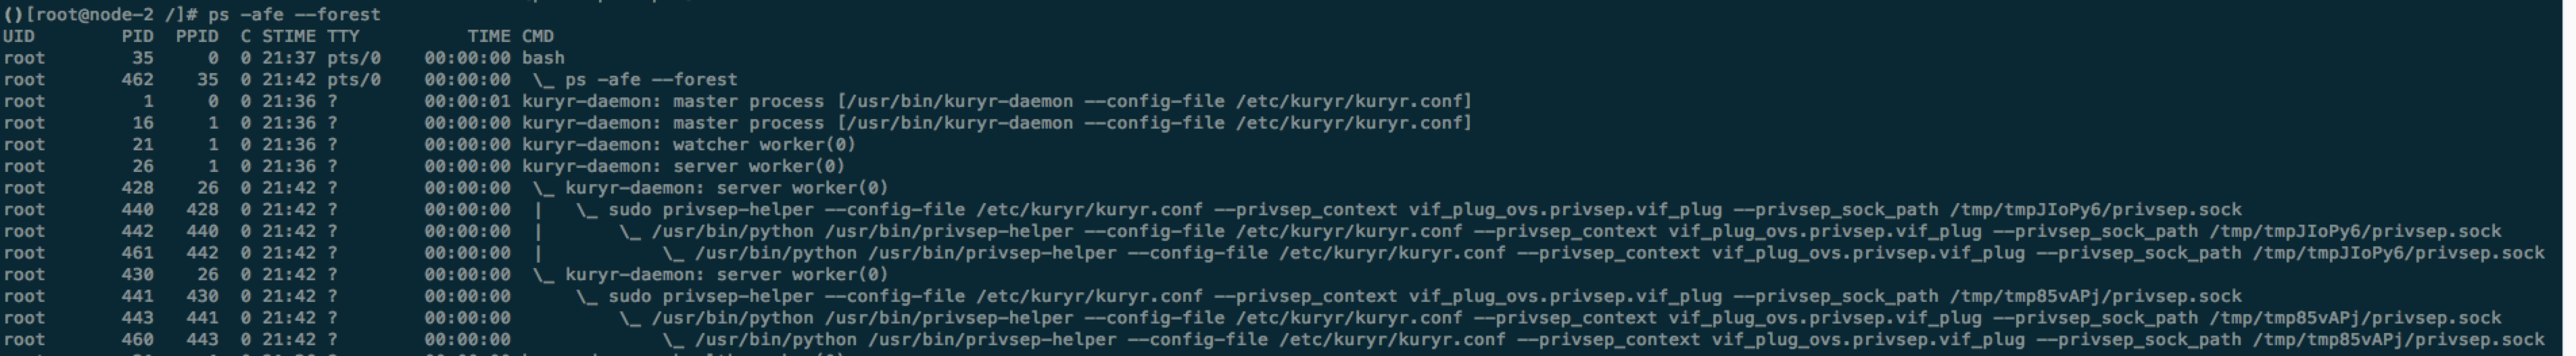 ()[root@node-2 /]# ps -afe --forest
UID        PID  PPID  C STIME TTY          TIME CMD
root        35     0  0 21:37 pts/0    00:00:00 bash
root       462    35  0 21:42 pts/0    00:00:00  \_ ps -afe --forest
root         1     0  0 21:36 ?        00:00:01 kuryr-daemon: master process [/usr/bin/kuryr-daemon --config-file /etc/kuryr/kuryr.conf]
root        16     1  0 21:36 ?        00:00:00 kuryr-daemon: master process [/usr/bin/kuryr-daemon --config-file /etc/kuryr/kuryr.conf]
root        21     1  0 21:36 ?        00:00:00 kuryr-daemon: watcher worker(0)
root        26     1  0 21:36 ?        00:00:00 kuryr-daemon: server worker(0)
root       428    26  0 21:42 ?        00:00:00  \_ kuryr-daemon: server worker(0)
root       440   428  0 21:42 ?        00:00:00  |   \_ sudo privsep-helper --config-file /etc/kuryr/kuryr.conf --privsep_context vif_plug_ovs.privsep.vif_plug --privsep_sock_path /tmp/tmpJIoPy6/privsep.sock
root       442   440  0 21:42 ?        00:00:00  |       \_ /usr/bin/python /usr/bin/privsep-helper --config-file /etc/kuryr/kuryr.conf --privsep_context vif_plug_ovs.privsep.vif_plug --privsep_sock_path /tmp/tmpJIoPy6/privsep.sock
root       461   442  0 21:42 ?        00:00:00  |           \_ /usr/bin/python /usr/bin/privsep-helper --config-file /etc/kuryr/kuryr.conf --privsep_context vif_plug_ovs.privsep.vif_plug --privsep_sock_path /tmp/tmpJIoPy6/privsep.sock
root       430    26  0 21:42 ?        00:00:00  \_ kuryr-daemon: server worker(0)
root       441   430  0 21:42 ?        00:00:00      \_ sudo privsep-helper --config-file /etc/kuryr/kuryr.conf --privsep_context vif_plug_ovs.privsep.vif_plug --privsep_sock_path /tmp/tmp85vAPj/privsep.sock
root       443   441  0 21:42 ?        00:00:00          \_ /usr/bin/python /usr/bin/privsep-helper --config-file /etc/kuryr/kuryr.conf --privsep_context vif_plug_ovs.privsep.vif_plug --privsep_sock_path /tmp/tmp85vAPj/privsep.sock
root       460   443  0 21:42 ?        00:00:00              \_ /usr/bin/python /usr/bin/privsep-helper --config-file /etc/kuryr/kuryr.conf --privsep_context vif_plug_ovs.privsep.vif_plug --privsep_sock_path /tmp/tmp85vAPj/privsep.sock